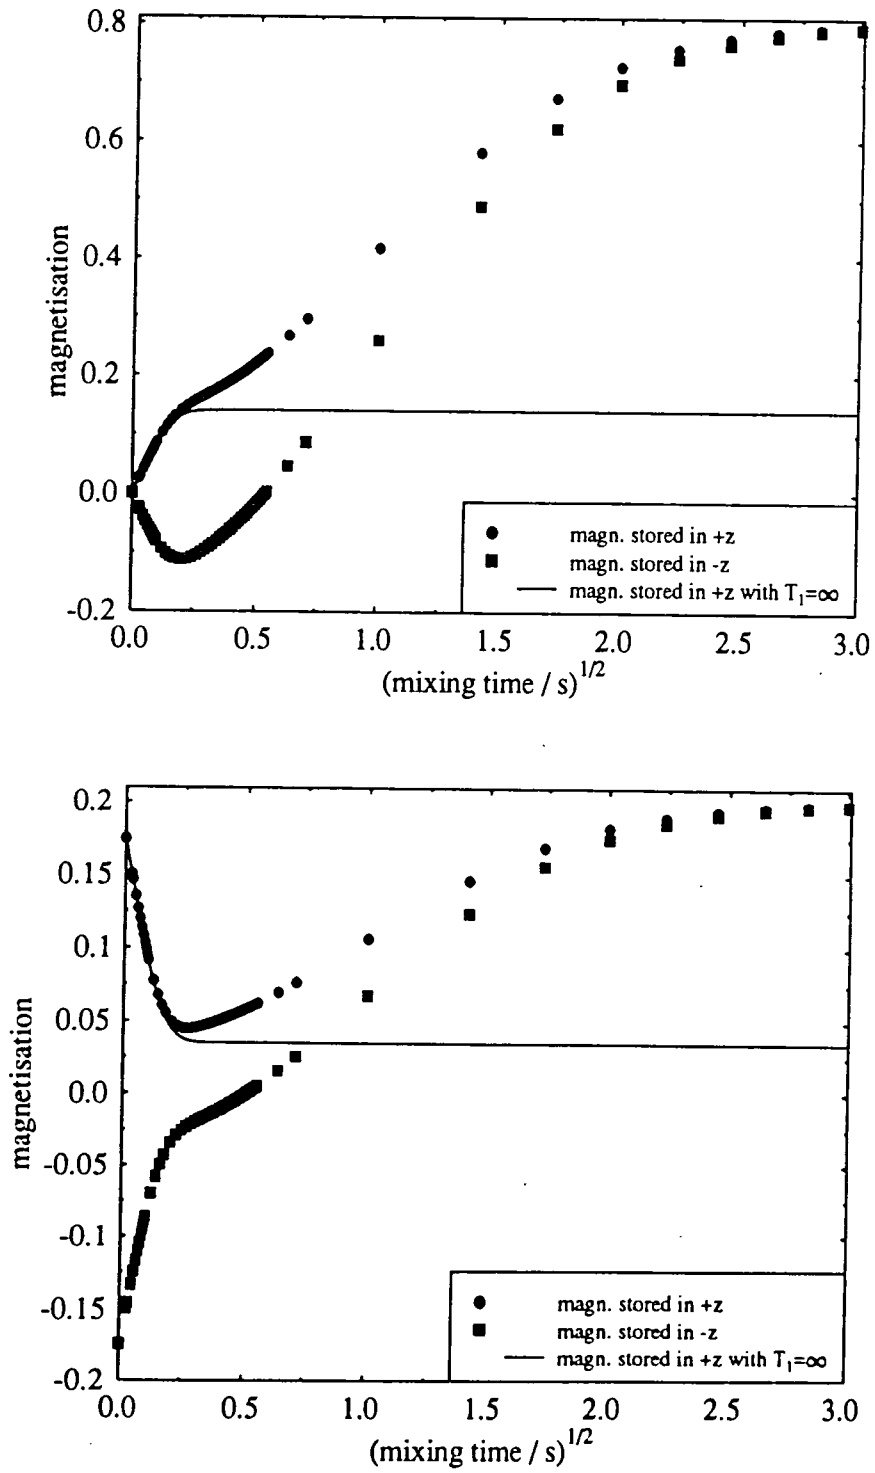 0.8
0.6
0.4
0.2
0.0
-0.2
magnetisation
magn. stored in +z
magn. stored in -z
magn. stored in +z with T₁=∞
0.0 0.5 1.0 1.5 2.0 2.5 3.0
(mixing time / s)^1/2
0.2
0.15
0.1
0.05
0.0
-0.05
-0.1
-0.15
-0.2
magnetisation
magn. stored in +z
magn. stored in -z
magn. stored in +z with T₁=∞
0.0 0.5 1.0 1.5 2.0 2.5 3.0
(mixing time / s)^1/2